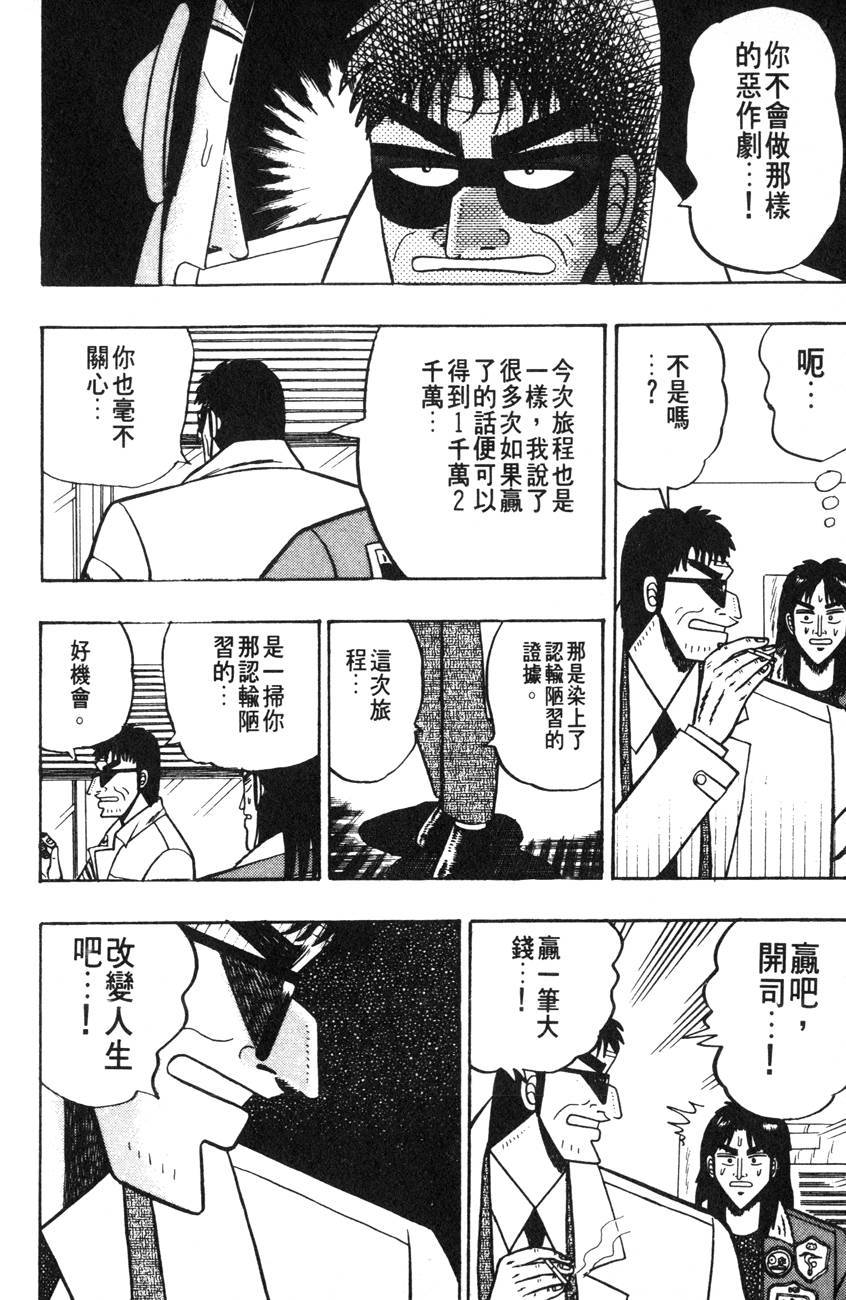 你不會做那樣
的惡作劇…!
呃…
不是嗎
…?
今次旅程也是
一樣，我說了
很多次如果贏
了的話便可以
得到1千萬2
千萬…
你也毫不
關心…
那是染上了
認輸陋習的
證據。
這次旅
程…
是一掃你
那認輸陋
習的…
好機會。
贏吧，
開司…!
贏一筆大
錢…!
改變人生
吧…!